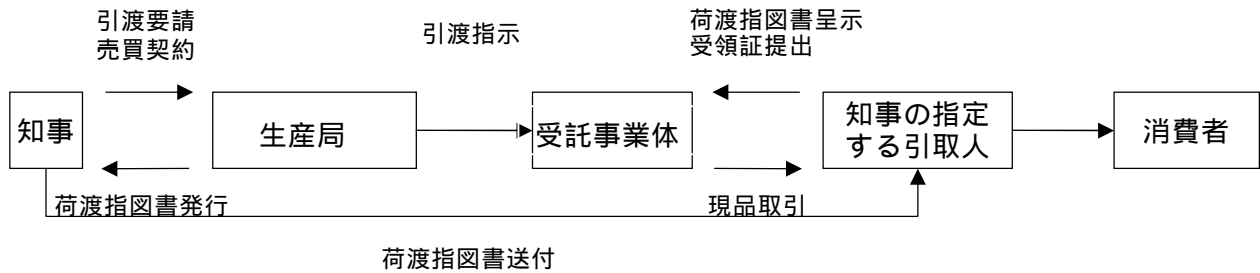 引渡要請
売買契約
引渡指示
荷渡指図書呈示
受領証提出
知事
生産局
受託事業体
知事の指定
する引取人
消費者
荷渡指図書発行
現品取引
荷渡指図書送付